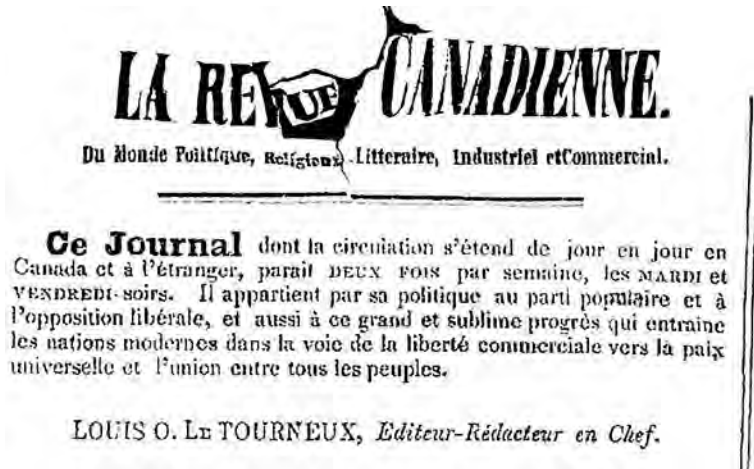 LA REVUE CANADIENNE.
Du Monde Politique, Religieux, Litteraire, Industriel et Commercial.
Ce Journal dont la circulation s'étend de jour en jour en
Canada et à l'étranger, parait DEUX FOIS par semaine, les MARDI et
VENDREDI-soirs. Il appartient par sa politique au parti populaire et à
l'opposition libérale, et aussi à ce grand et sublime progrès qui entraine
les nations modernes dans la voie de la liberté commerciale vers la paix
universelle et l'union entre tous les peuples.
LOUIS O. LE TOURNEUX, Editeur-Rédacteur en Chef.